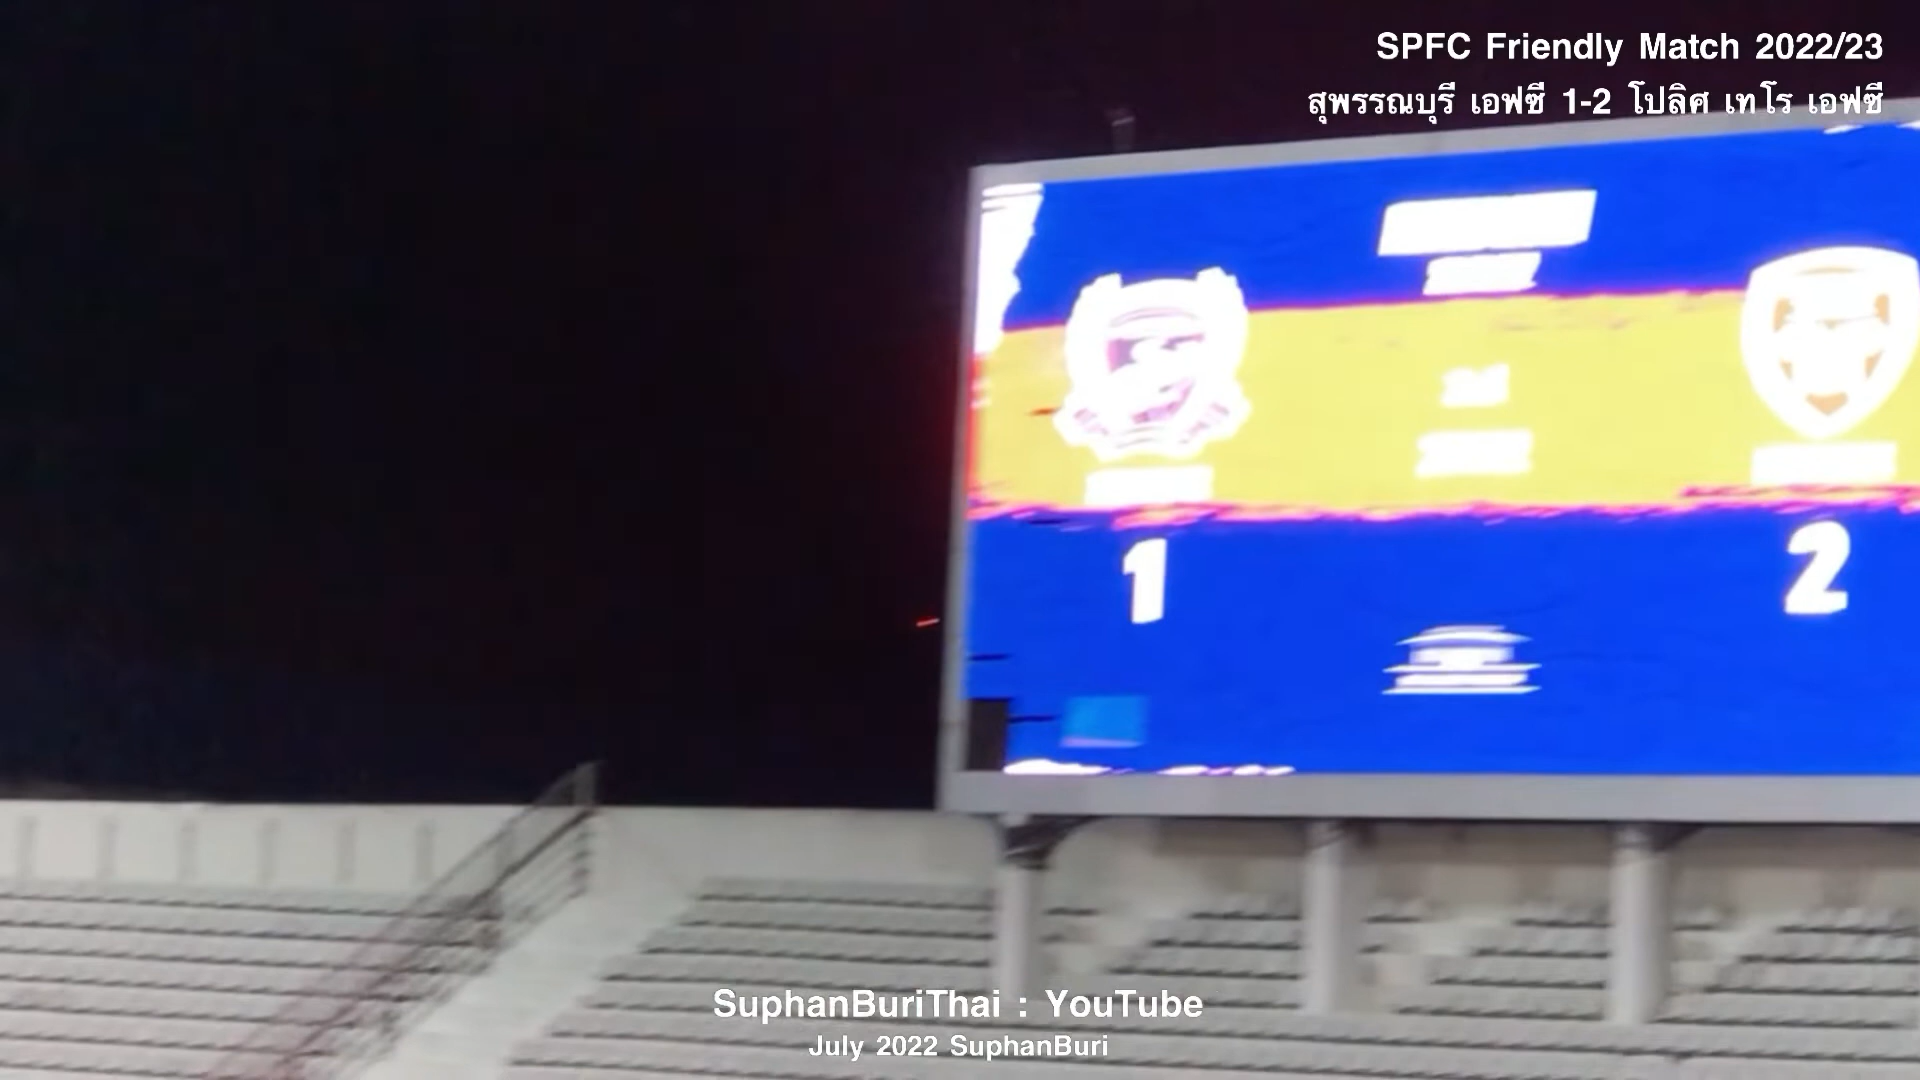 SPFC Friendly Match 2022/23
สุพรรณบุรี เอฟซี 1-2 โปลิศ เทโร เอฟซี
1
2
SuphanBuriThai : YouTube
July 2022 SuphanBuri